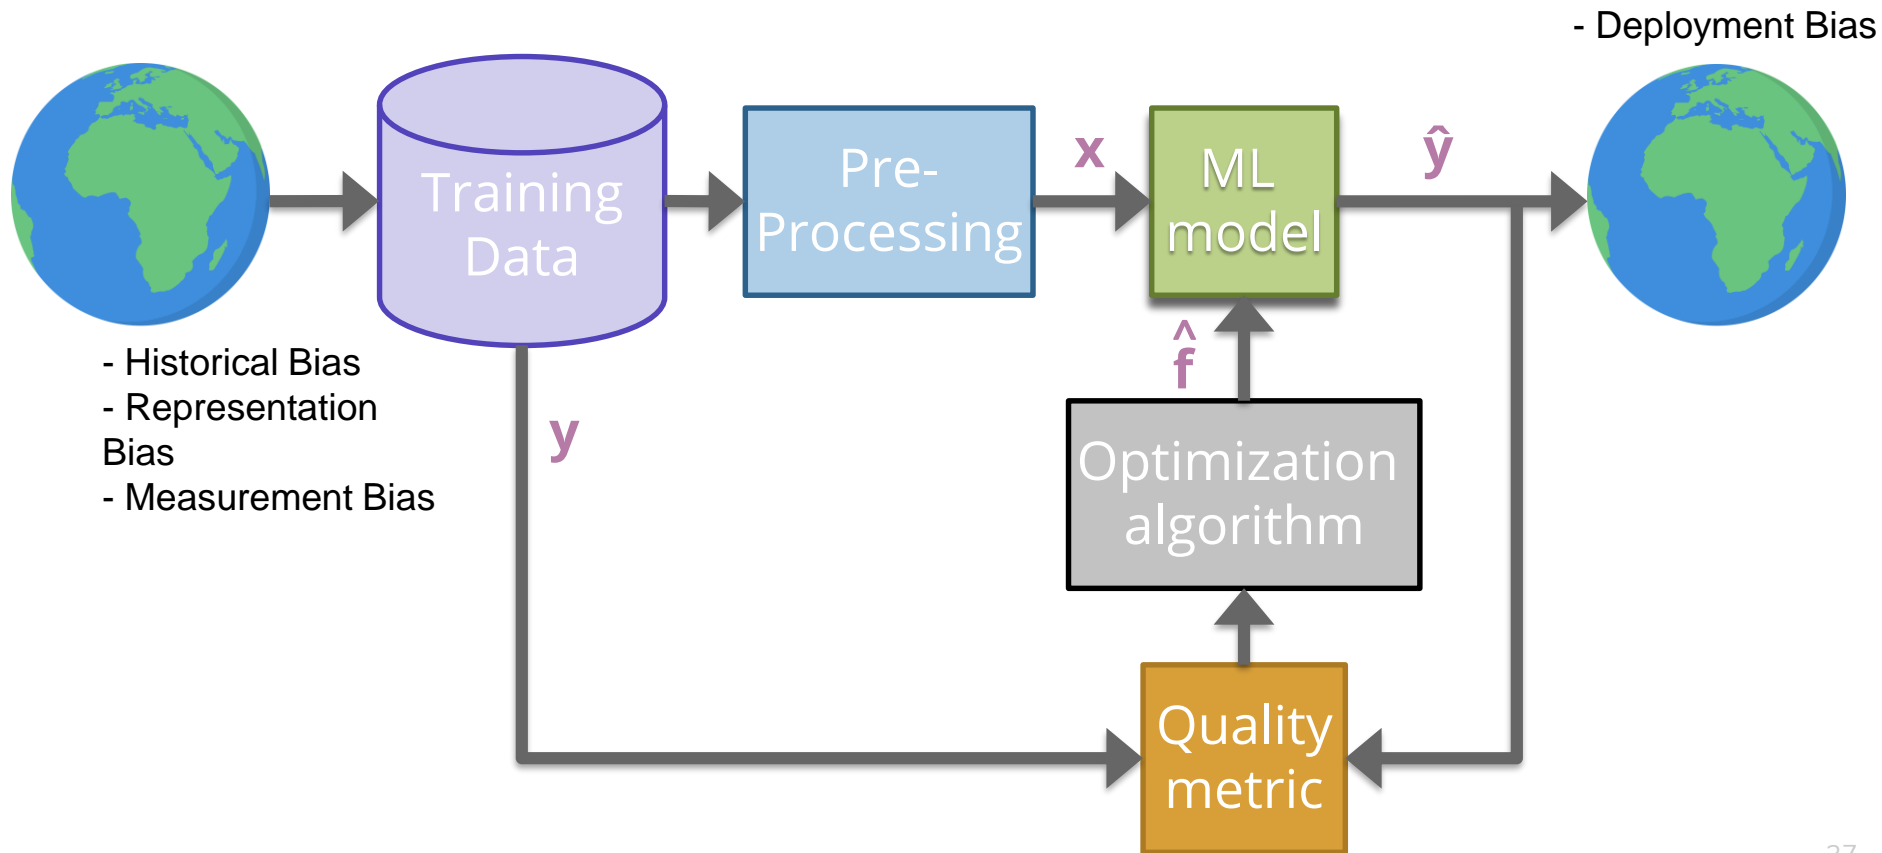 - Deployment Bias
Training
Data
Pre-
Processing
x
ML
model
ŷ
- Historical Bias
- Representation
Bias
- Measurement Bias
y
f̂
Optimization
algorithm
Quality
metric